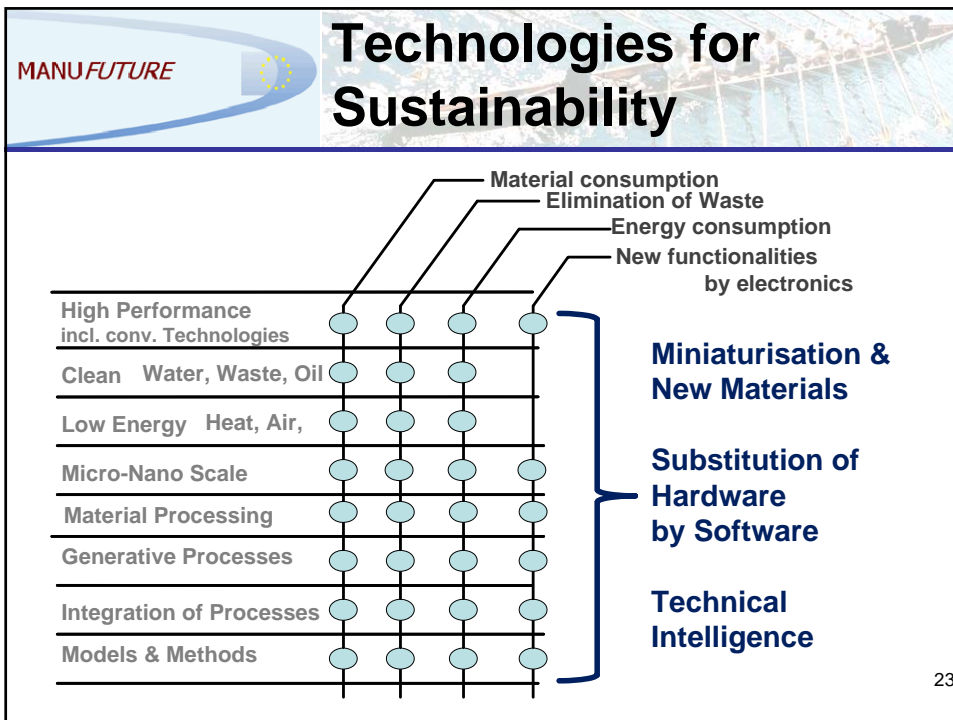 MANUFUTURE
Technologies for
Sustainability
Material consumption
Elimination of Waste
Energy consumption
New functionalities
by electronics
High Performance
incl. conv. Technologies
Clean Water, Waste, Oil
Low Energy Heat, Air,
Micro-Nano Scale
Material Processing
Generative Processes
Integration of Processes
Models & Methods
Miniaturisation &
New Materials
Substitution of
Hardware
by Software
Technical
Intelligence
23